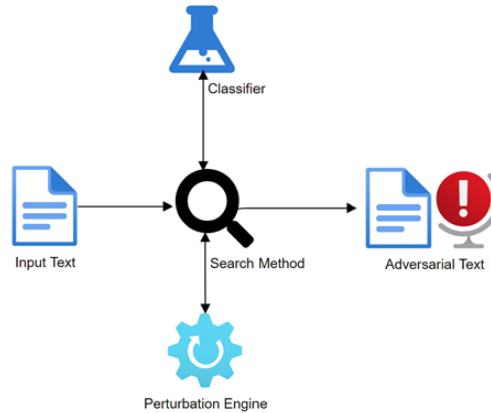 Classifier
Input Text
Search Method
Adversarial Text
Perturbation Engine